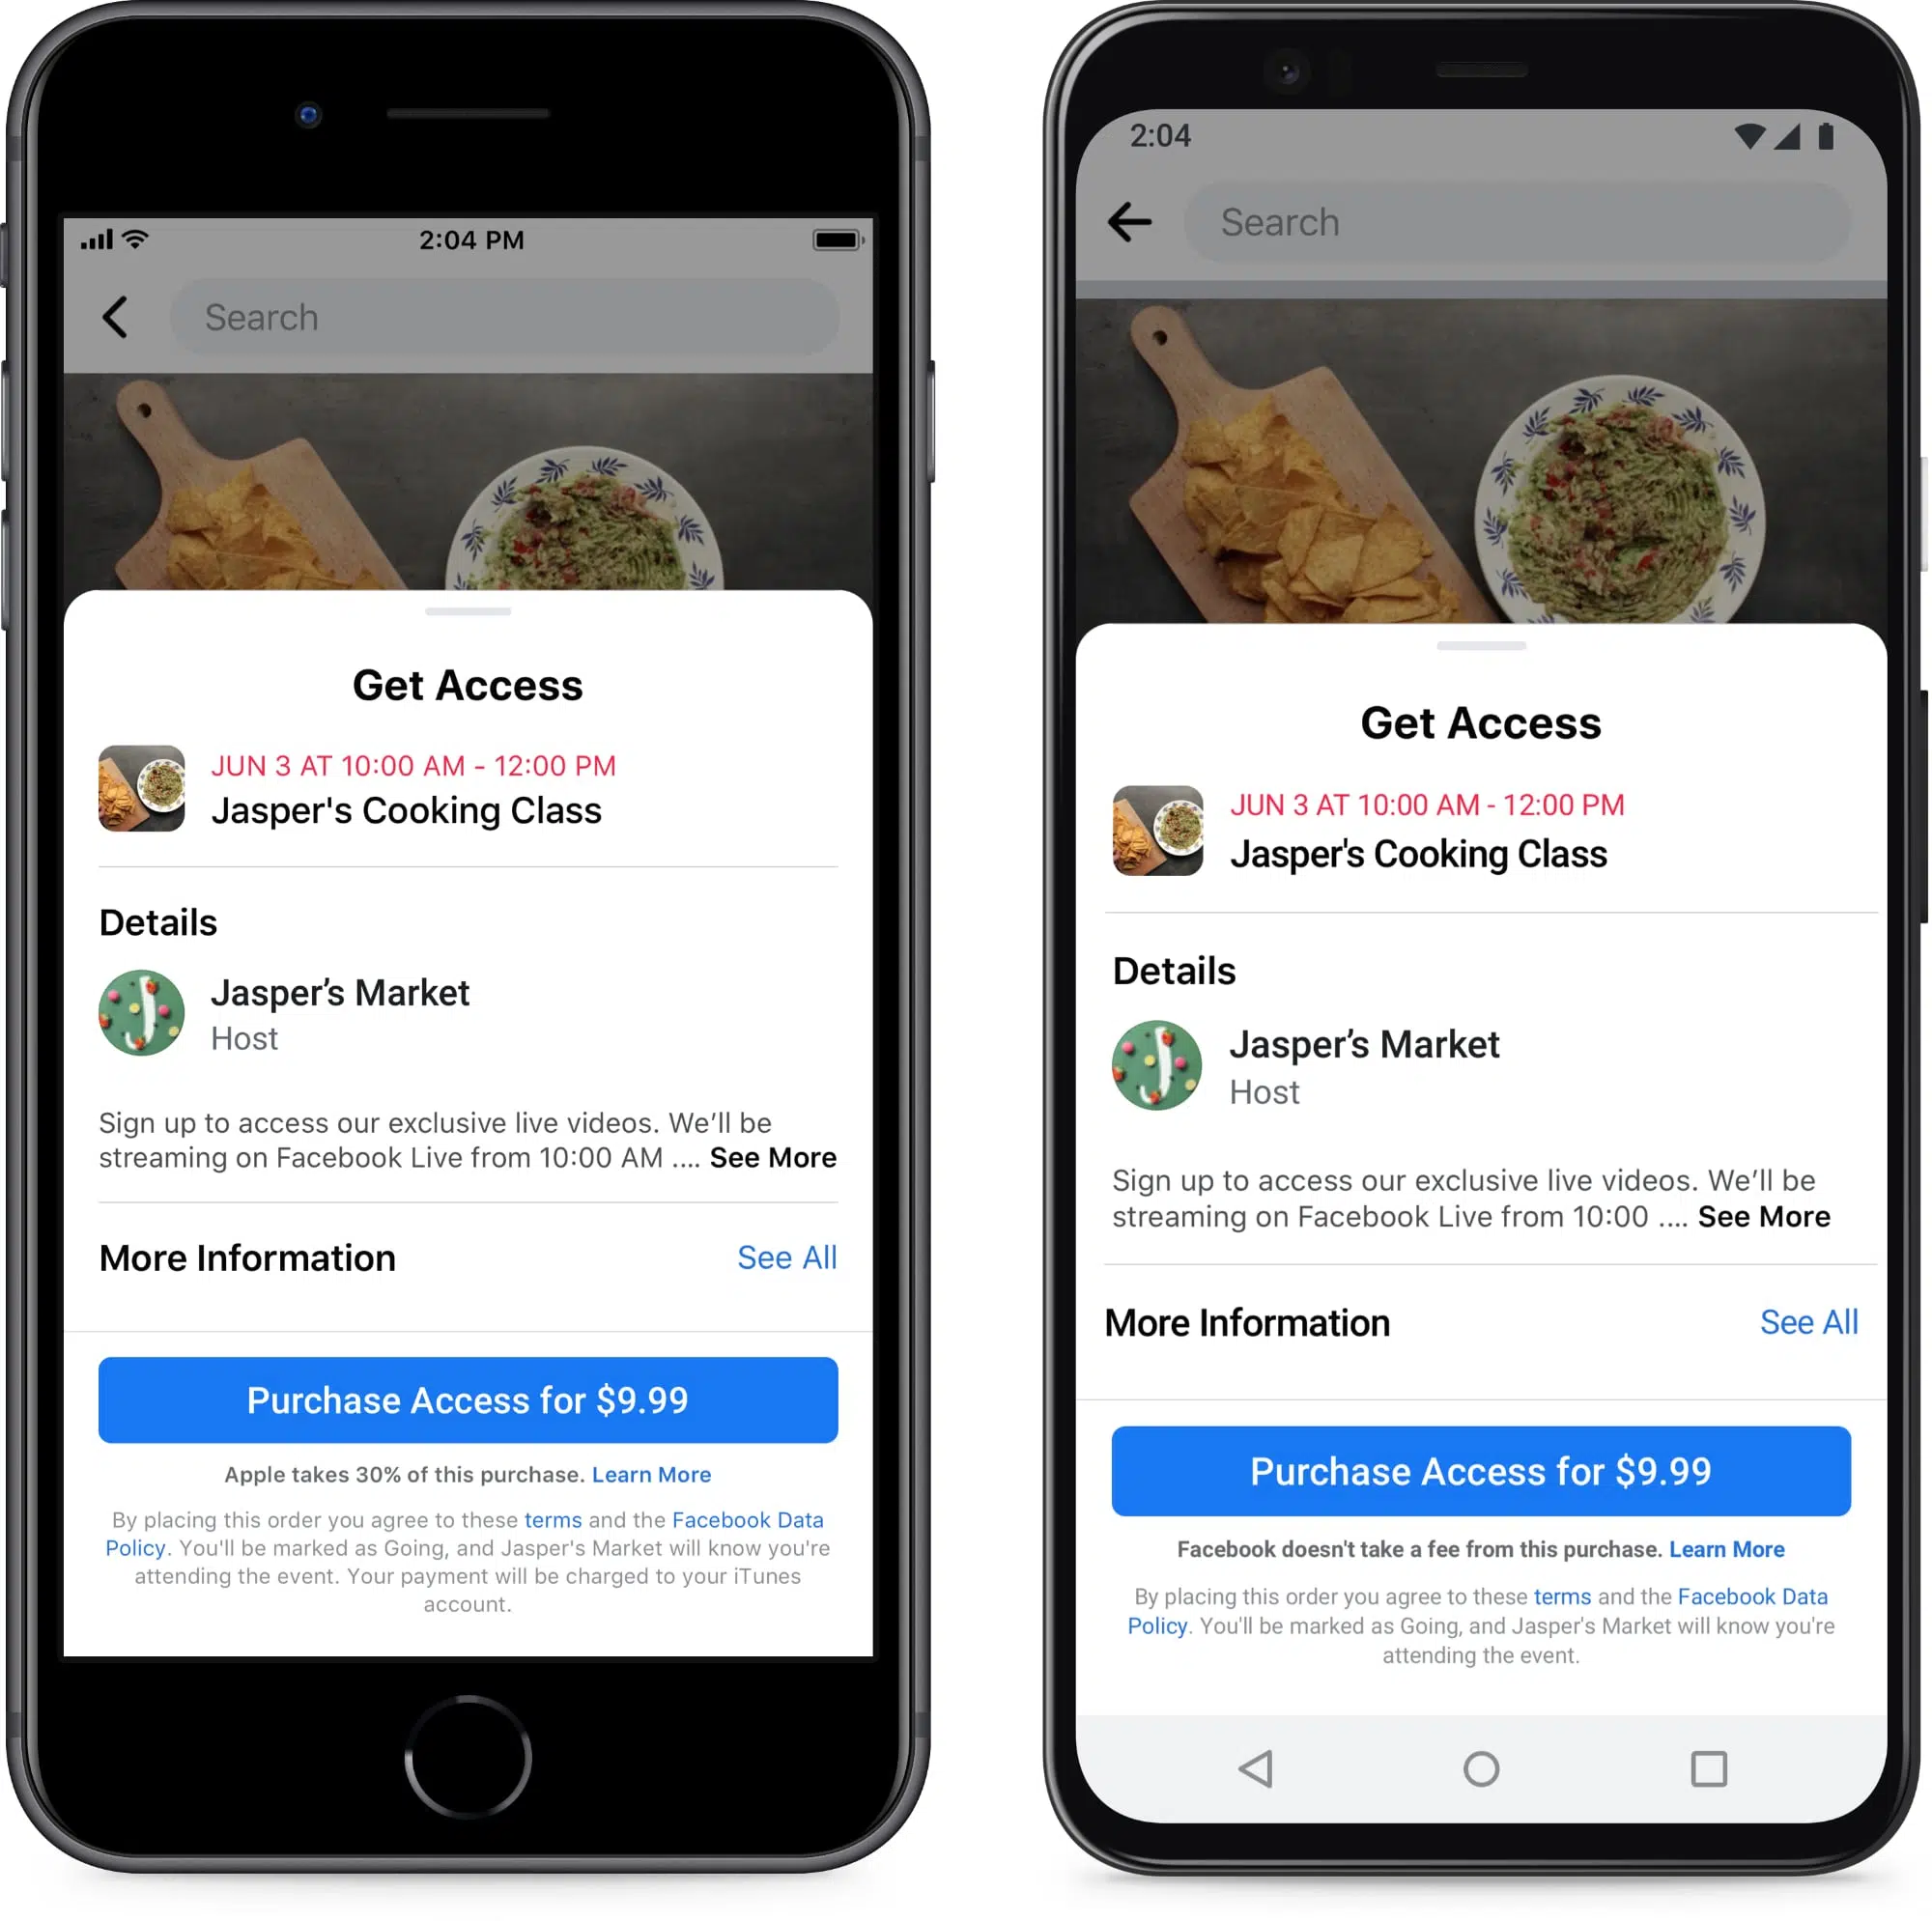 2:04 PM
Search
Get Access
JUN 3 AT 10:00 AM - 12:00 PM
Jasper's Cooking Class
Details
J
Jasper’s Market
Host
Sign up to access our exclusive live videos. We’ll be
streaming on Facebook Live from 10:00 AM .... See More
More Information
See All
Purchase Access for $9.99
Apple takes 30% of this purchase. Learn More
By placing this order you agree to these terms and the Facebook Data
Policy. You'll be marked as Going, and Jasper's Market will know you're
attending the event. Your payment will be charged to your iTunes
account.
2:04
Search
Get Access
JUN 3 AT 10:00 AM - 12:00 PM
Jasper's Cooking Class
Details
J
Jasper’s Market
Host
Sign up to access our exclusive live videos. We’ll be
streaming on Facebook Live from 10:00 .... See More
More Information
See All
Purchase Access for $9.99
Facebook doesn't take a fee from this purchase. Learn More
By placing this order you agree to these terms and the Facebook Data
Policy. You'll be marked as Going, and Jasper's Market will know you're
attending the event.